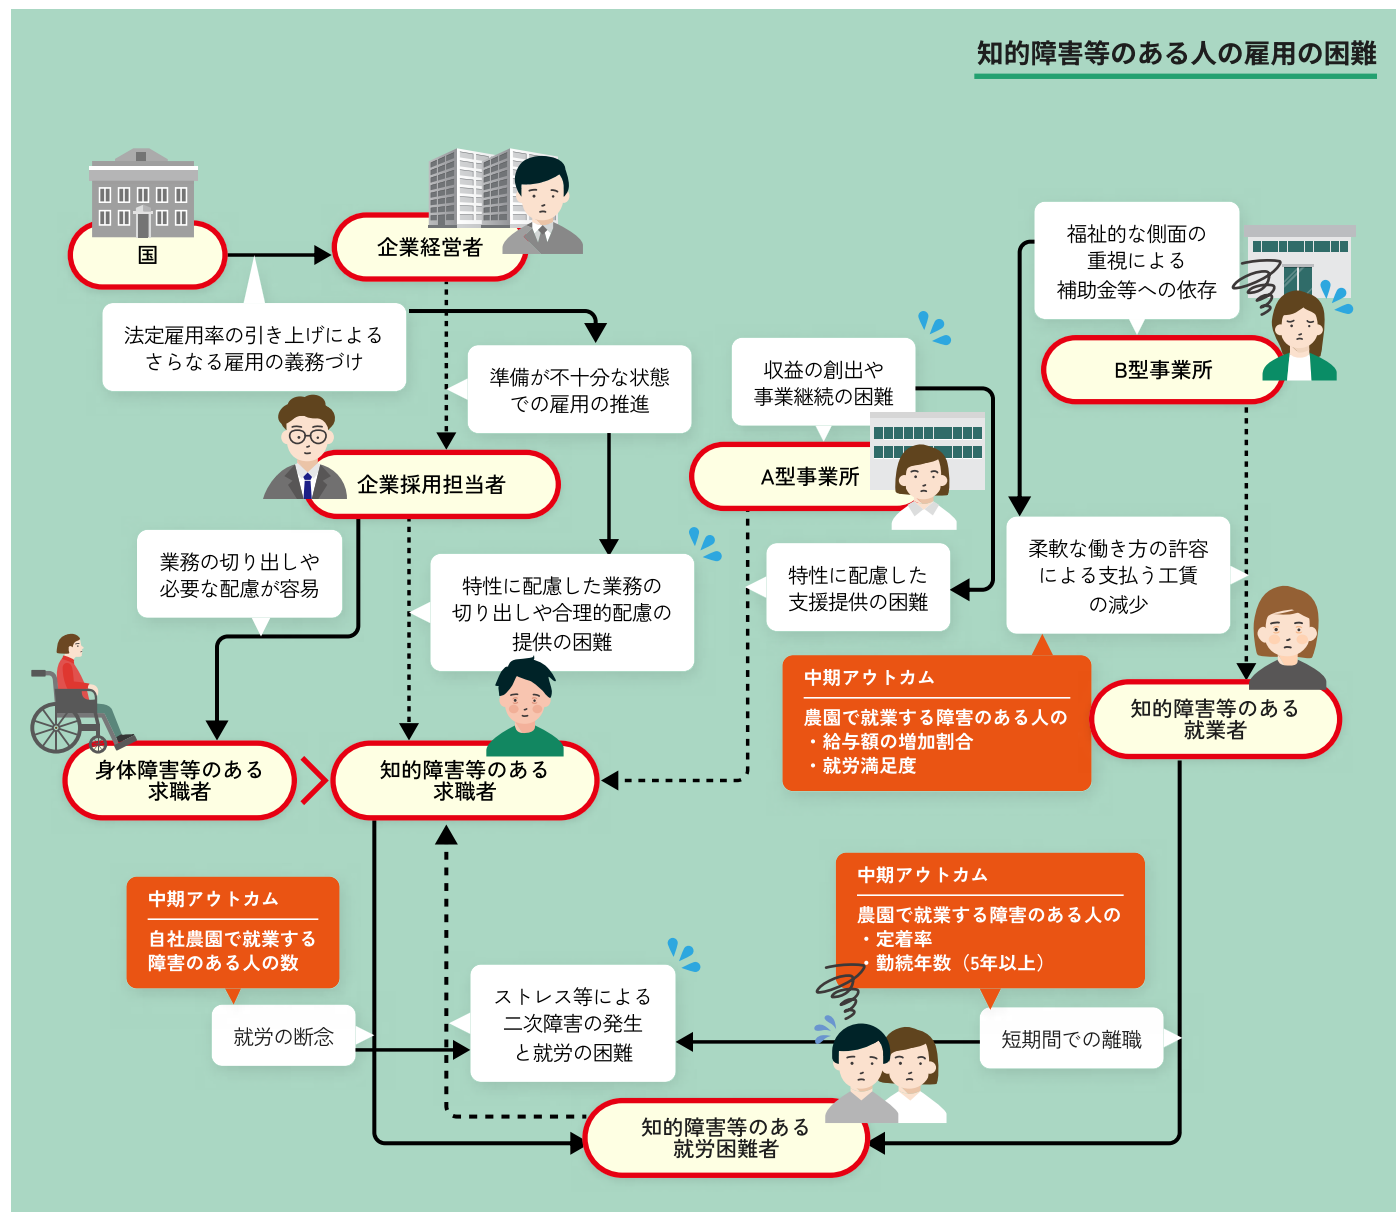 知的障害等のある人の雇用の困難
国
企業経営者
法定雇用率の引き上げによる
さらなる雇用の義務づけ
準備が不十分な状態
での雇用の推進
収益の創出や
事業継続の困難
福祉的な側面の
重視による
補助金等への依存
B型事業所
A型事業所
企業採用担当者
業務の切り出しや
必要な配慮が容易
特性に配慮した業務の
切り出しや合理的配慮の
提供の困難
特性に配慮した
支援提供の困難
柔軟な働き方の許容
による支払う工賃
の減少
中期アウトカム
農園で就業する障害のある人の
・給与額の増加割合
・就労満足度
知的障害等のある
就業者
身体障害等のある
求職者
知的障害等のある
求職者
中期アウトカム
自社農園で就業する
障害のある人の数
就労の断念
ストレス等による
二次障害の発生
と就労の困難
中期アウトカム
農園で就業する障害のある人の
・定着率
・勤続年数（5年以上）
短期間での離職
知的障害等のある
就労困難者